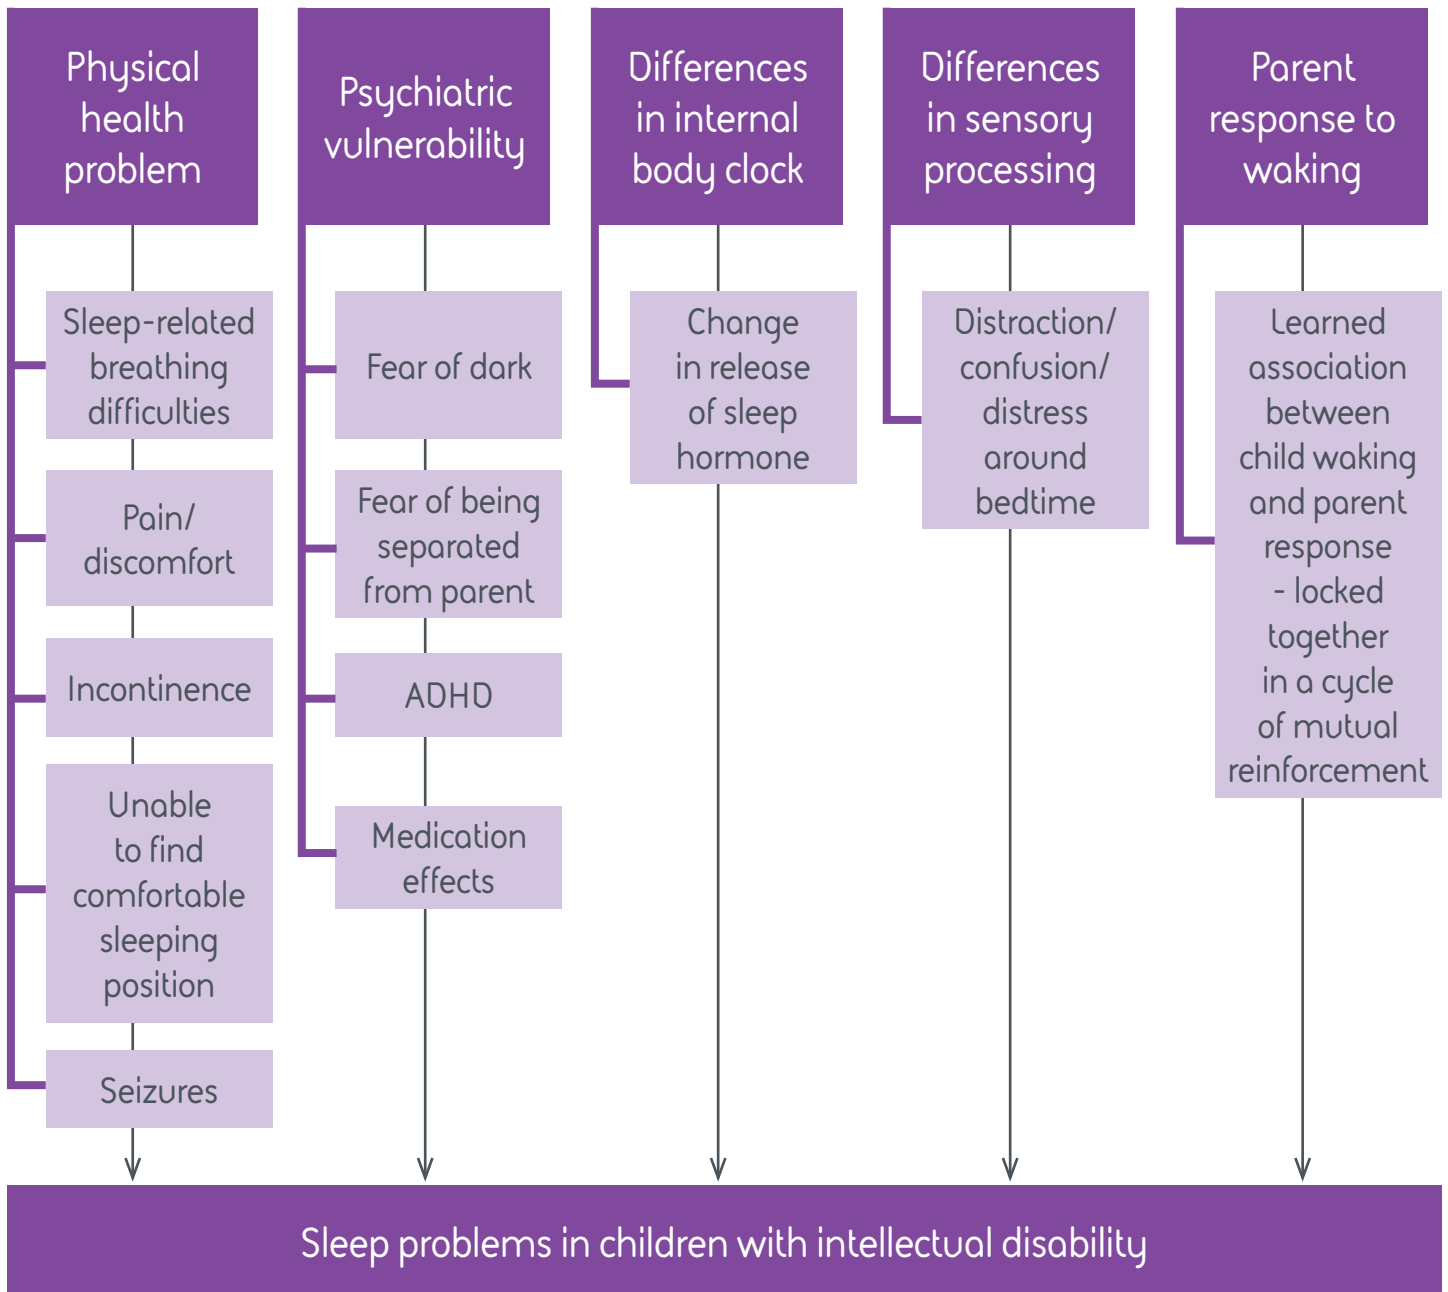 Physical
health
problem
Sleep-related
breathing
difficulties
Pain/
discomfort
Incontinence
Unable
to find
comfortable
sleeping
position
Seizures
Psychiatric
vulnerability
Fear of dark
Fear of being
separated
from parent
ADHD
Medication
effects
Differences
in internal
body clock
Change
in release
of sleep
hormone
Differences
in sensory
processing
Distraction/
confusion/
distress
around
bedtime
Parent
response to
waking
Learned
association
between
child waking
and parent
response
- locked
together
in a cycle
of mutual
reinforcement
Sleep problems in children with intellectual disability